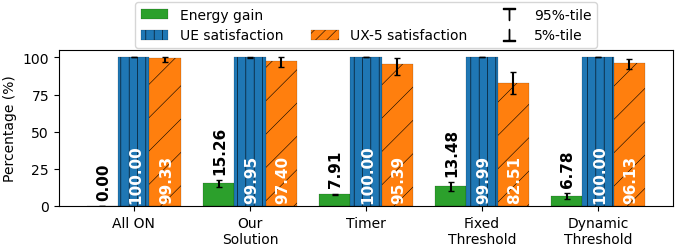 Energy gain
UE satisfaction
UX-5 satisfaction
95%-tile
5%-tile
Percentage (%)
100
75
50
25
0
0.00
100.00
99.33
15.26
99.95
97.40
7.91
100.00
95.39
13.48
99.99
82.51
6.78
100.00
96.13
All ON
Our
Solution
Timer
Fixed
Threshold
Dynamic
Threshold